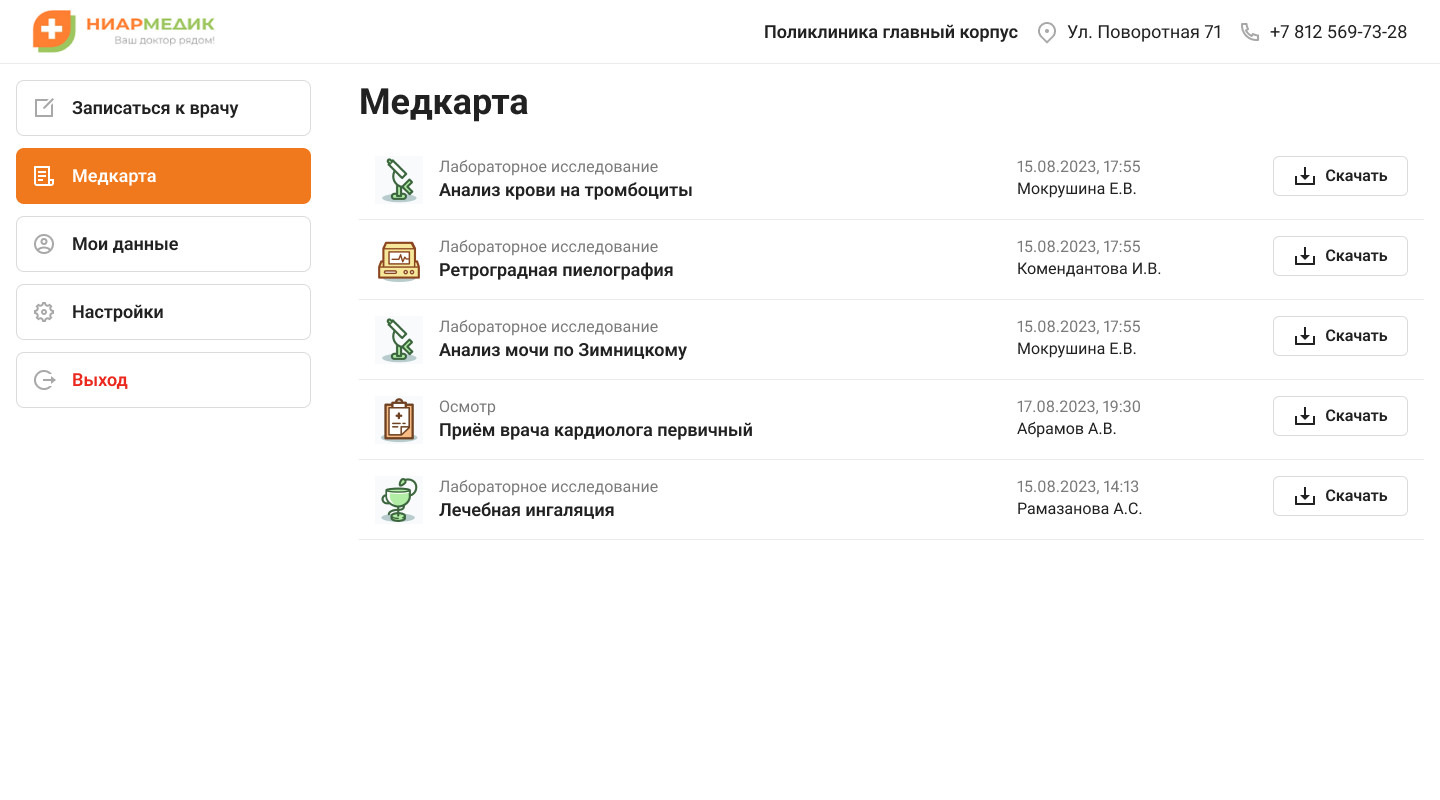 НИАРМЕДИК
Ваш доктор рядом!
Поликлиника главный корпус
Ул. Поворотная 71
+7 812 569-73-28
Записаться к врачу
Медкарта
Мои данные
Настройки
Выход
Медкарта
Лабораторное исследование
Анализ крови на тромбоциты
15.08.2023, 17:55
Мокрушина Е.В.
Скачать
Лабораторное исследование
Ретроградная пиелография
15.08.2023, 17:55
Комендантова И.В.
Скачать
Лабораторное исследование
Анализ мочи по Зимницкому
15.08.2023, 17:55
Мокрушина Е.В.
Скачать
Осмотр
Приём врача кардиолога первичный
17.08.2023, 19:30
Абрамов А.В.
Скачать
Лабораторное исследование
Лечебная ингаляция
15.08.2023, 14:13
Рамазанова А.С.
Скачать